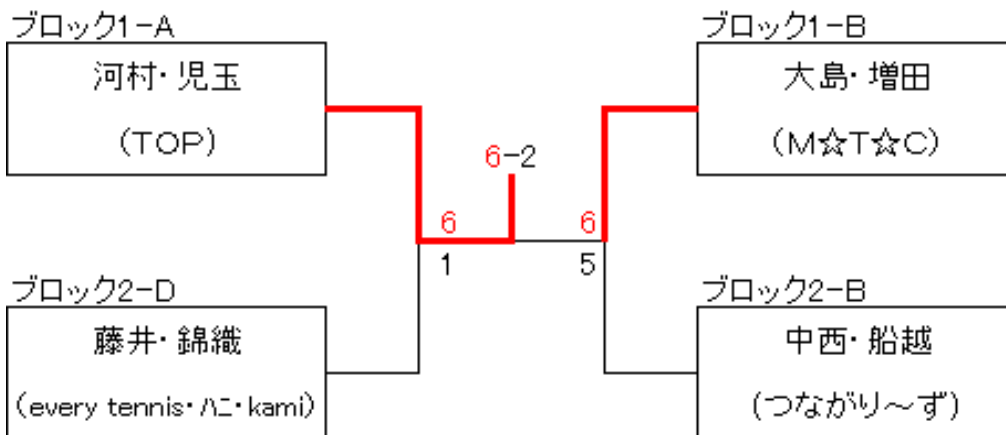 ブロック1-A
河村・児玉
(TOP)
ブロック1-B
大島・増田
(M☆T☆C)
6-2
6
1
6
5
ブロック2-D
藤井・錦織
(every tennis・ハニ・kami)
ブロック2-B
中西・船越
(つながり～ず)